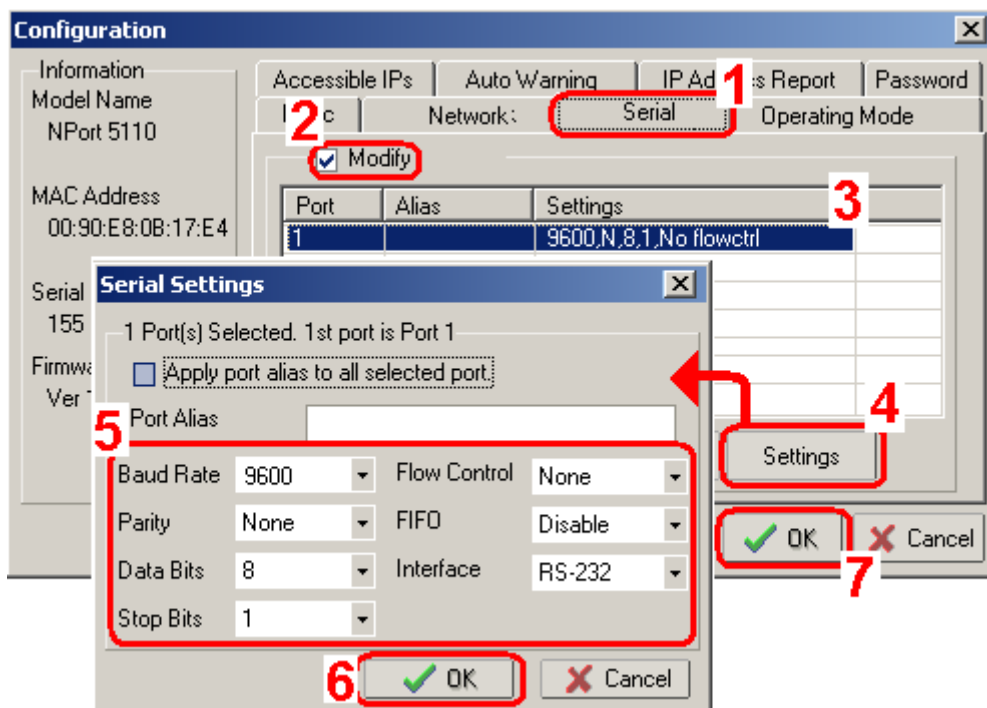 Configuration
Information
Model Name
NPort 5110
MAC Address
00:90:E8:0B:17:E4
Serial
155
Ver
Accessible IPs
Auto Warning
Report
Password
1
Network
Serial
Operating Mode
2
Modify
3
Port Alias Settings
1 9600,N,8,1,No flowctrl
4
Settings
OK
Cancel
7
Serial Settings
1 Port(s) Selected. 1st port is Port 1
Apply port alias to all selected port.
Port Alias
5
Baud Rate 9600 Flow Control None
Parity None FIFO Disable
Data Bits 8 Interface RS-232
Stop Bits 1
6
OK
Cancel